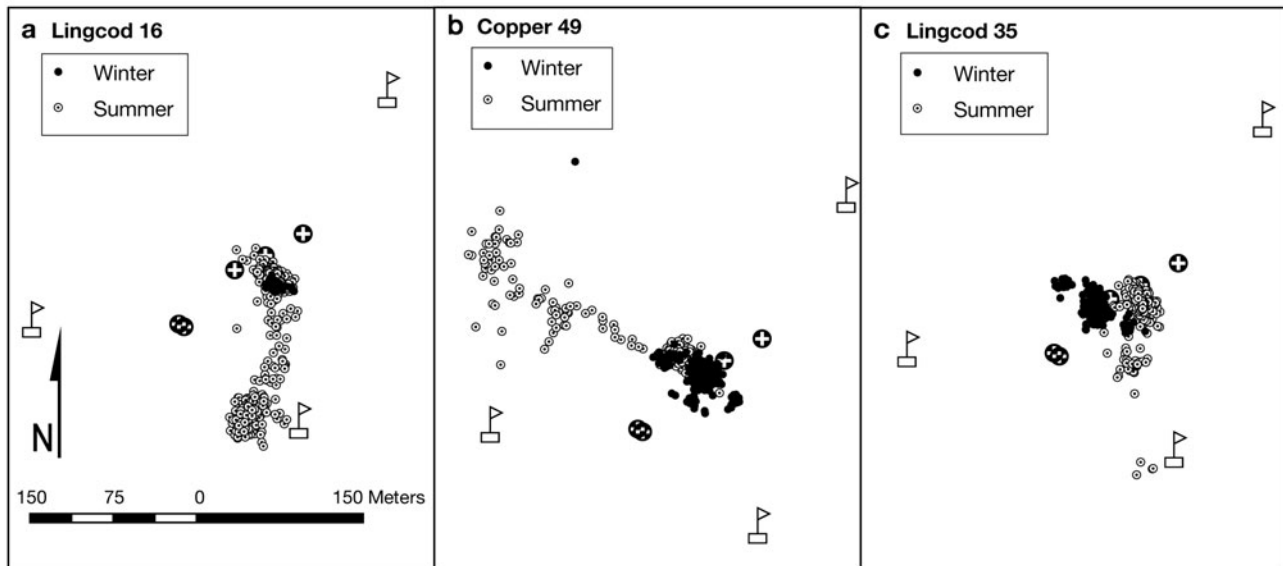 a Lingcod 16
Winter
Summer
N
150 75 0 150 Meters
b Copper 49
Winter
Summer
c Lingcod 35
Winter
Summer